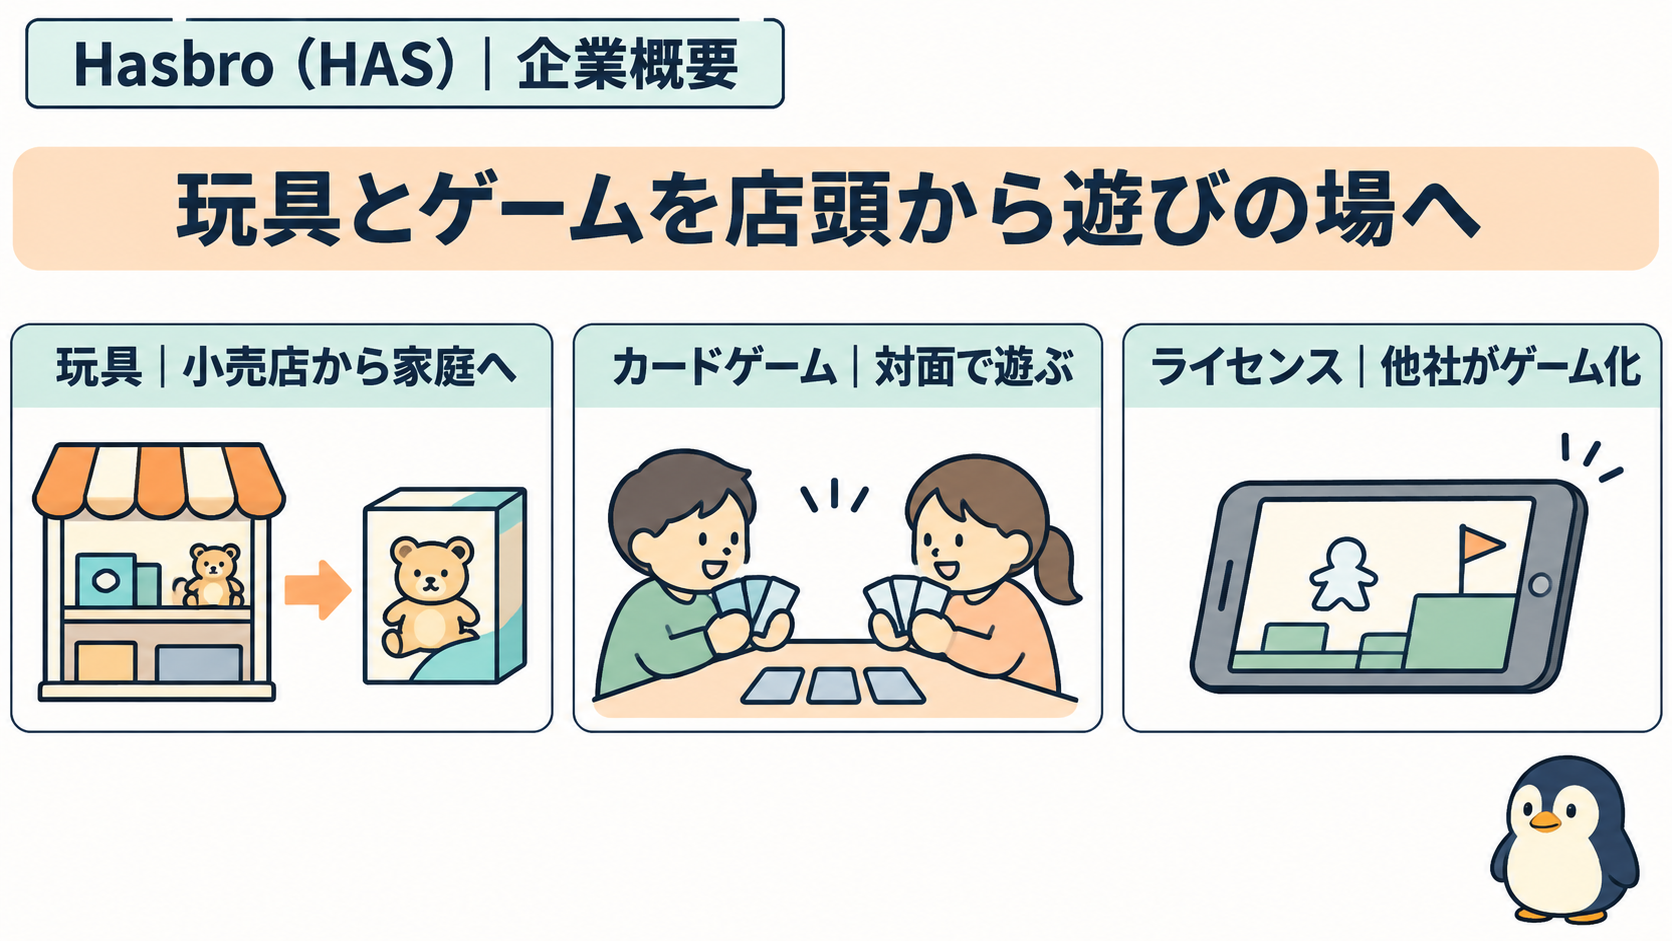 Hasbro（HAS）｜企業概要
玩具とゲームを店頭から遊びの場へ
玩具｜小売店から家庭へ
カードゲーム｜対面で遊ぶ
ライセンス｜他社がゲーム化